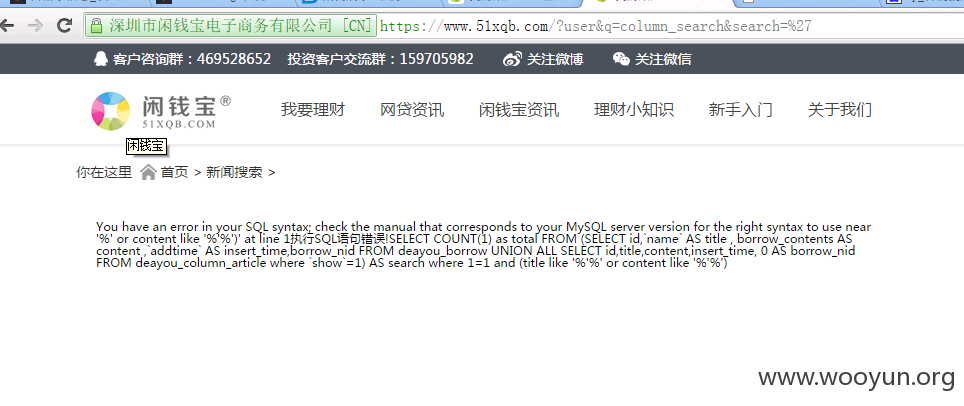 深圳市闲钱宝电子商务有限公司 [CN] https://www.51xqb.com/?user&q=column_search&search=%27
客户咨询群：469528652 投资客户交流群：159705982 关注微博 关注微信
闲钱宝®
51XQB.COM
我要理财 网贷资讯 闲钱宝资讯 理财小知识 新手入门 关于我们
闲钱宝
你在这里 首页 > 新闻搜索 >
You have an error in your SQL syntax; check the manual that corresponds to your MySQL server version for the right syntax to use near
'%' or content like '%'%')' at line 1执行SQL语句错误!SELECT COUNT(1) as total FROM (SELECT id,`name` AS title , borrow_contents AS
content ,`addtime` AS insert_time,borrow_nid FROM deayou_borrow UNION ALL SELECT id,title,content,insert_time, 0 AS borrow_nid
FROM deayou_column_article where `show`=1) AS search where 1=1 and (title like '%'%' or content like '%'%')
www.wooyun.org